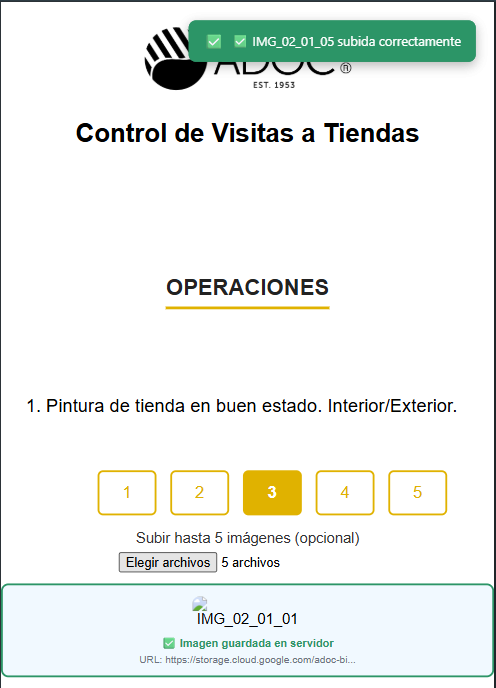 ✅ ✅ IMG_02_01_05 subida correctamente
ADOC®
EST. 1953
Control de Visitas a Tiendas
OPERACIONES
1. Pintura de tienda en buen estado. Interior/Exterior.
1 2 3 4 5
Subir hasta 5 imágenes (opcional)
Elegir archivos 5 archivos
IMG_02_01_01
✅ Imagen guardada en servidor
URL: https://storage.cloud.google.com/adoc-bi...